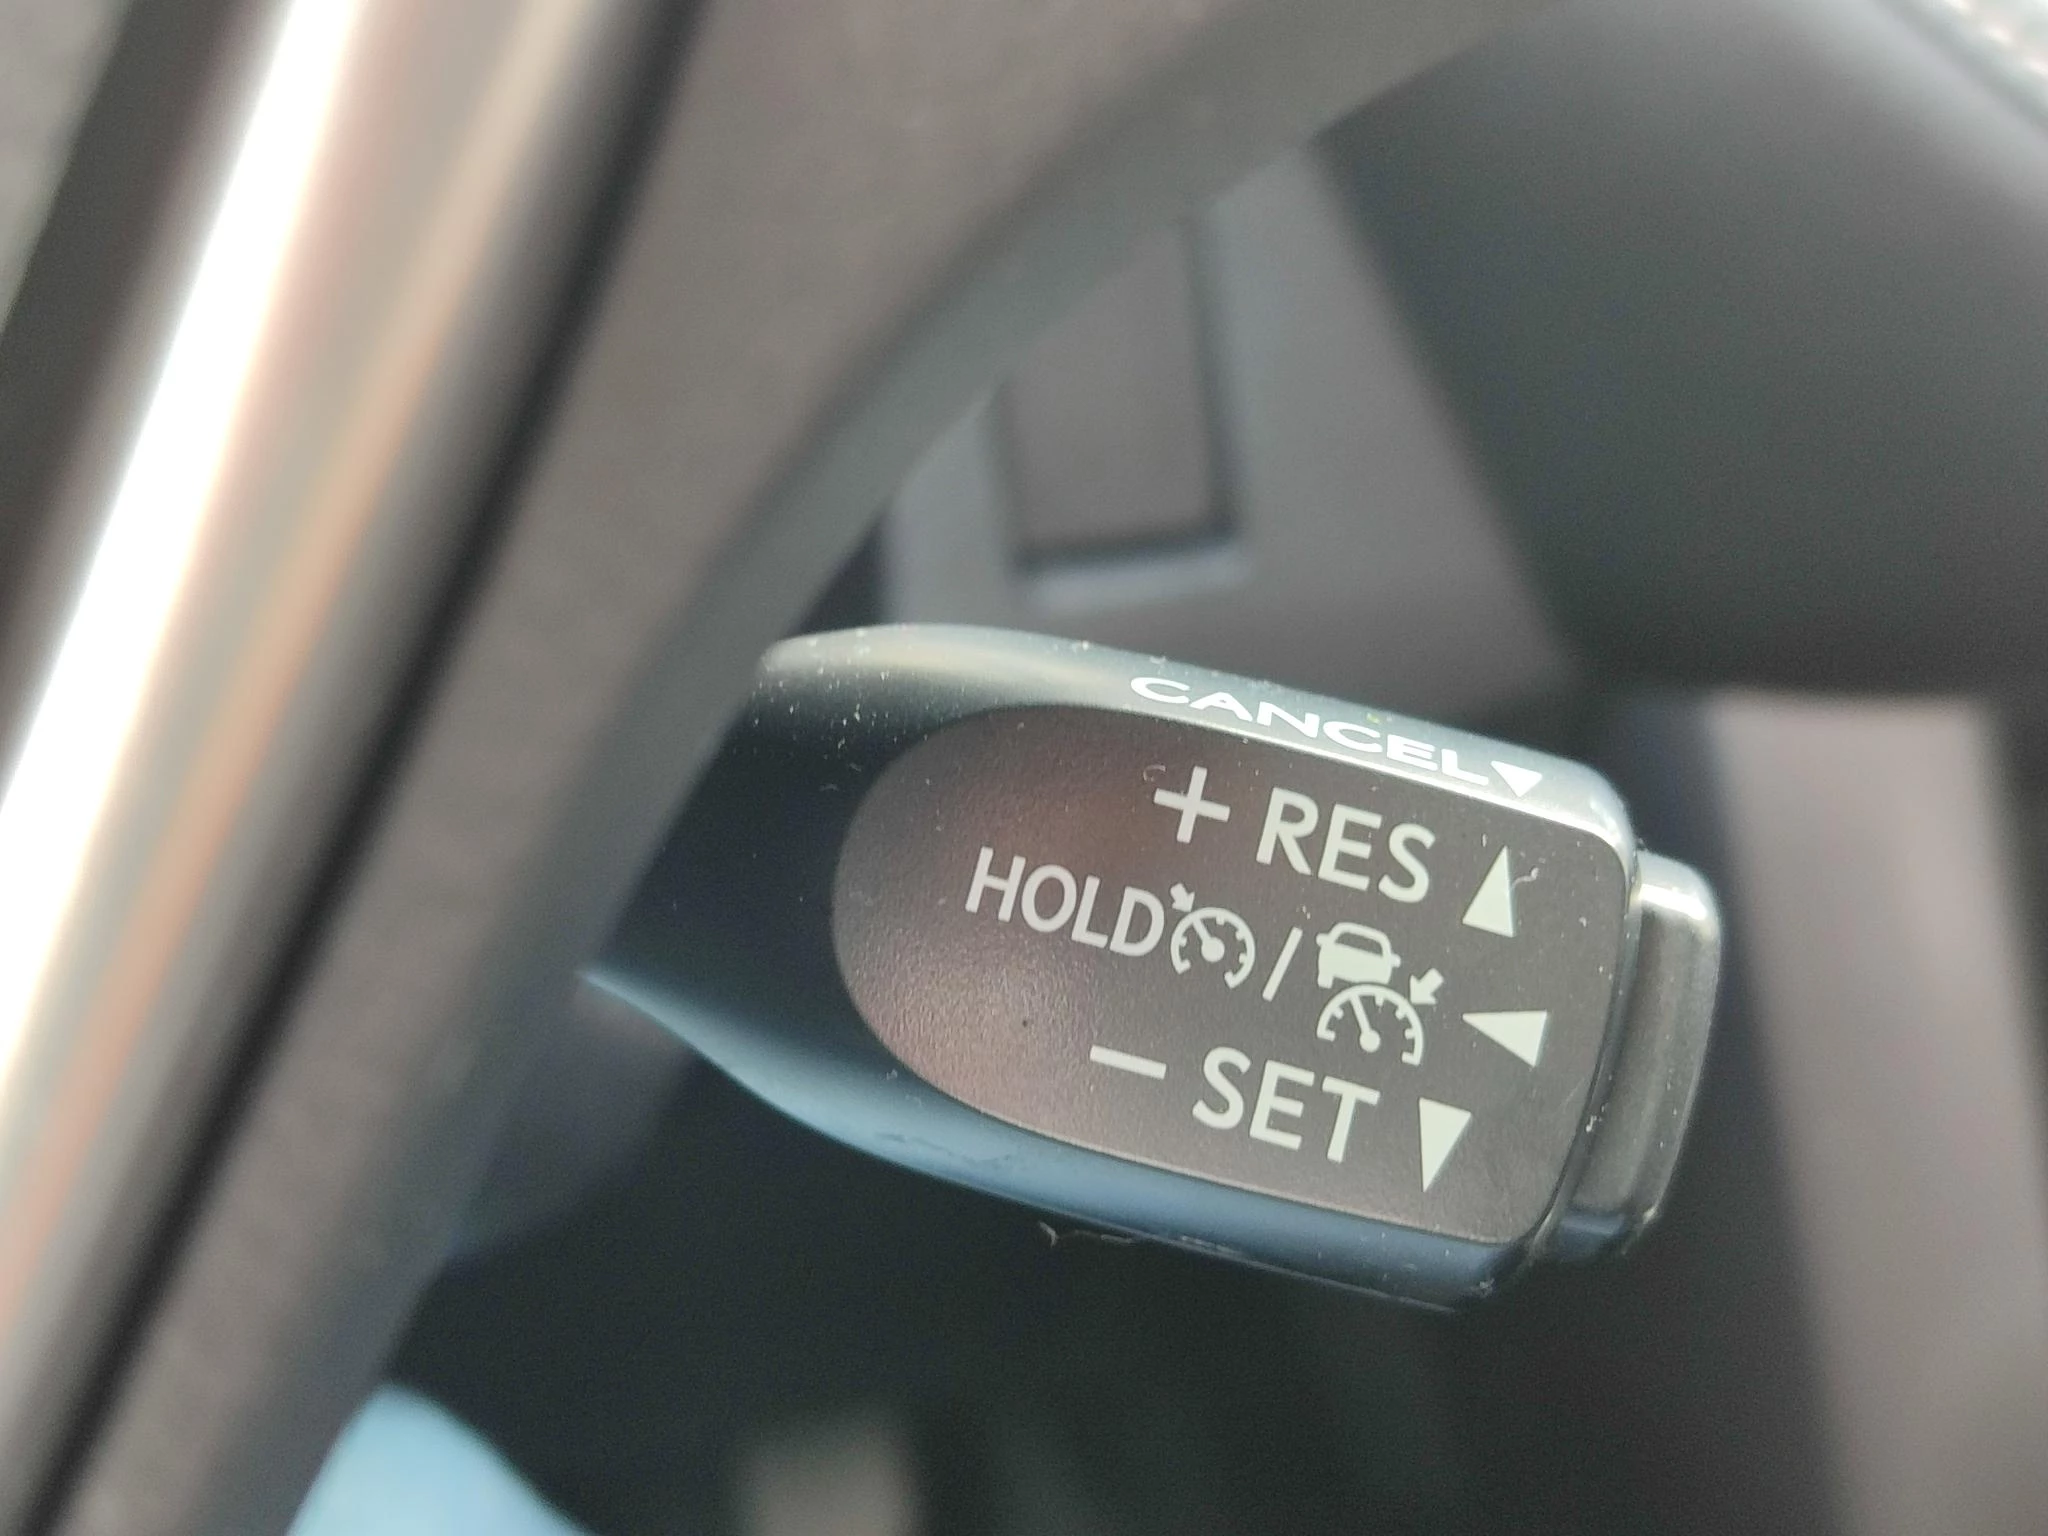 CANCEL
+ RES
HOLD /
− SET